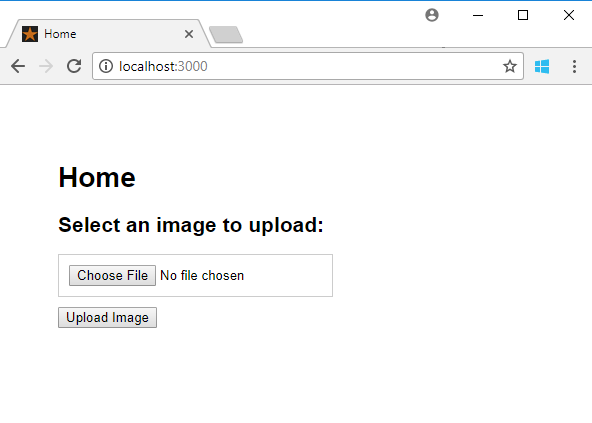 Home
localhost:3000
Home
Select an image to upload:
Choose File No file chosen
Upload Image